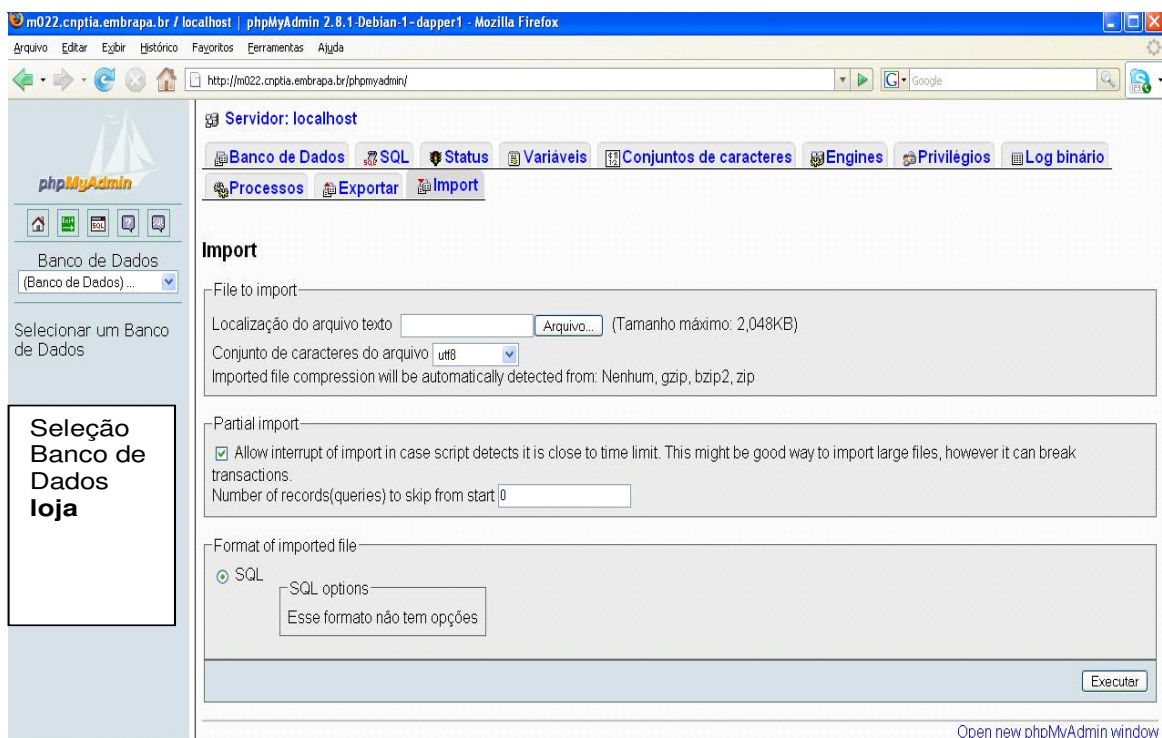 m022.cnptia.embrapa.br / localhost | phpMyAdmin 2.8.1-Debian-1~dapper1 - Mozilla Firefox
Arquivo Editar Exibir Histórico Favoritos Ferramentas Ajuda
http://m022.cnptia.embrapa.br/phpmyadmin/
G Google
phpMyAdmin
Banco de Dados
(Banco de Dados) ...
Selecionar um Banco
de Dados
Seleção
Banco de
Dados
loja
Servidor: localhost
Banco de Dados SQL Status Variáveis Conjuntos de caracteres Engines Privilégios Log binário
Processos Exportar Import
Import
File to import
Localização do arquivo texto Arquivo... (Tamanho máximo: 2,048KB)
Conjunto de caracteres do arquivo utf8
Imported file compression will be automatically detected from: Nenhum, gzip, bzip2, zip
Partial import
Allow interrupt of import in case script detects it is close to time limit. This might be good way to import large files, however it can break
transactions.
Number of records(queries) to skip from start 0
Format of imported file
SQL
SQL options
Esse formato não tem opções
Executar
Open new phpMyAdmin window